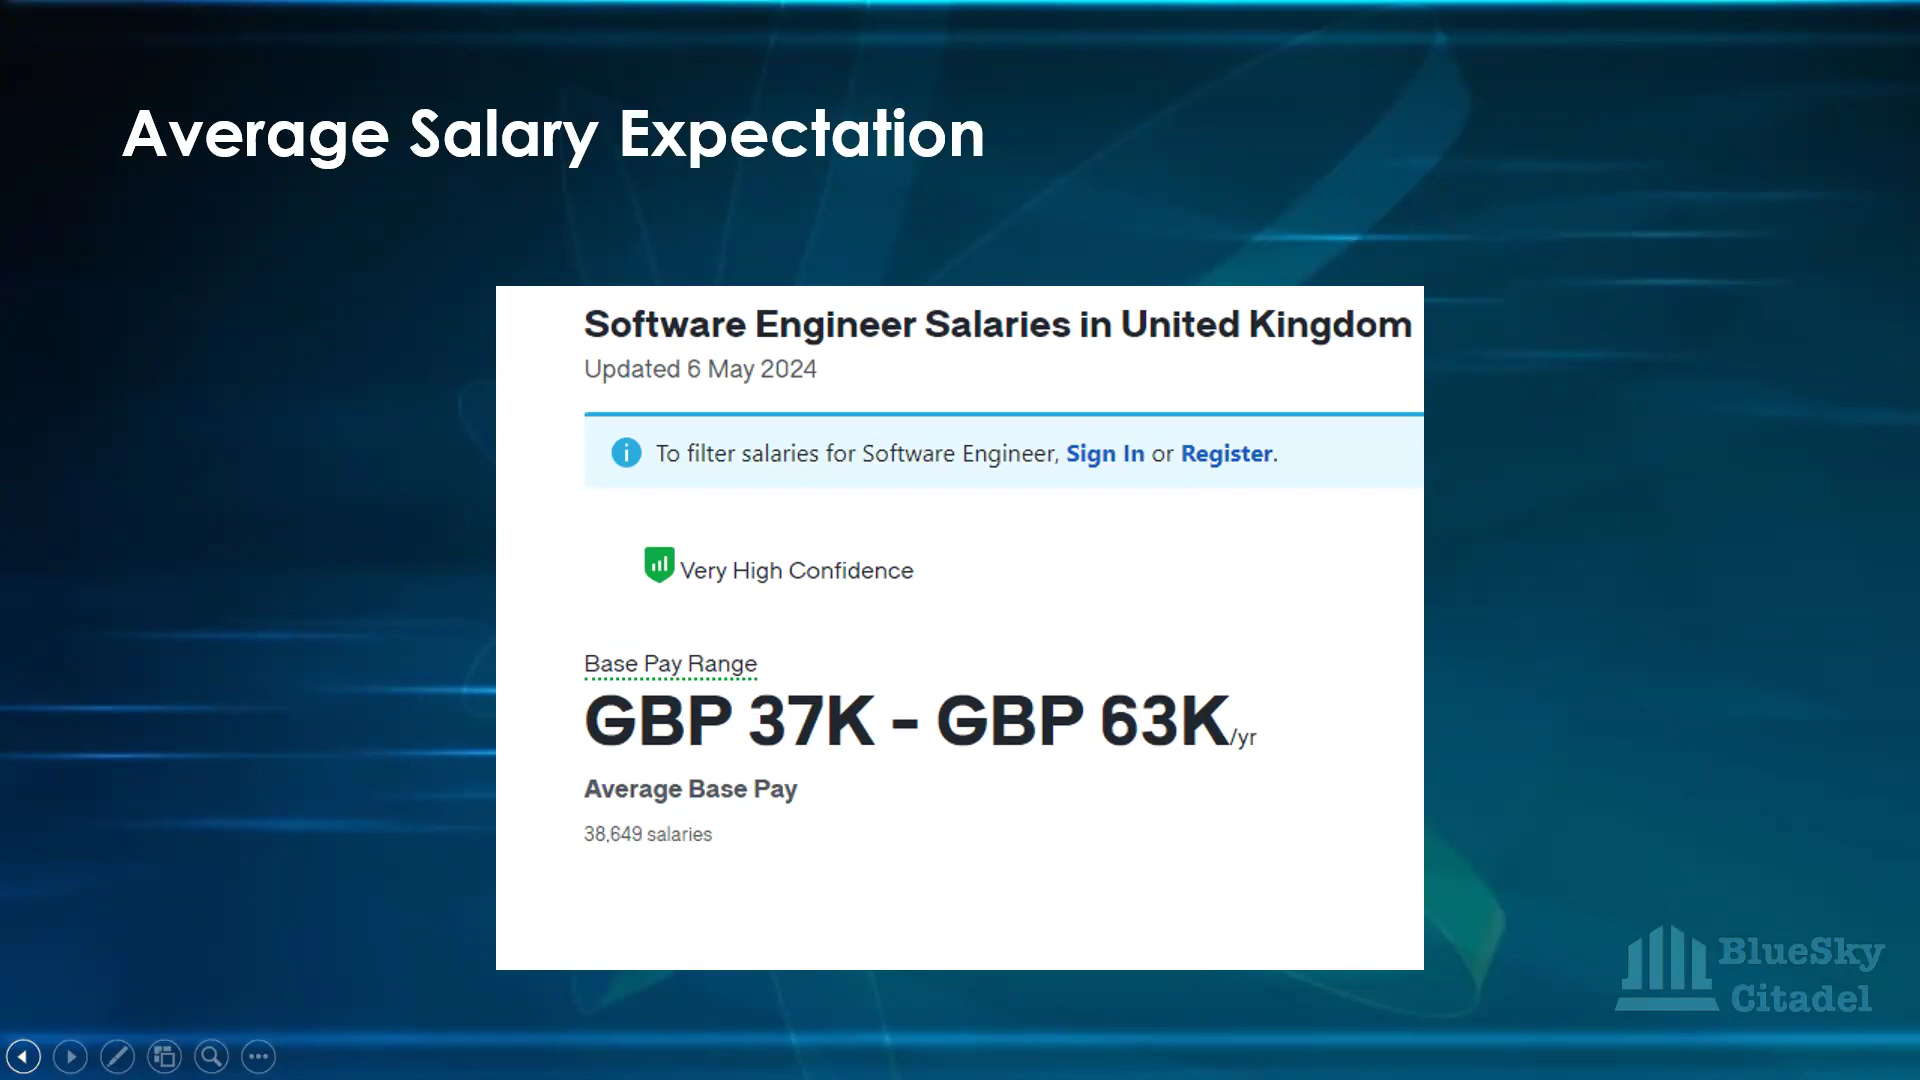 Average Salary Expectation
Software Engineer Salaries in United Kingdom
Updated 6 May 2024
To filter salaries for Software Engineer, Sign In or Register.
Very High Confidence
Base Pay Range
GBP 37K - GBP 63K/yr
Average Base Pay
38,649 salaries
BlueSky
Citadel